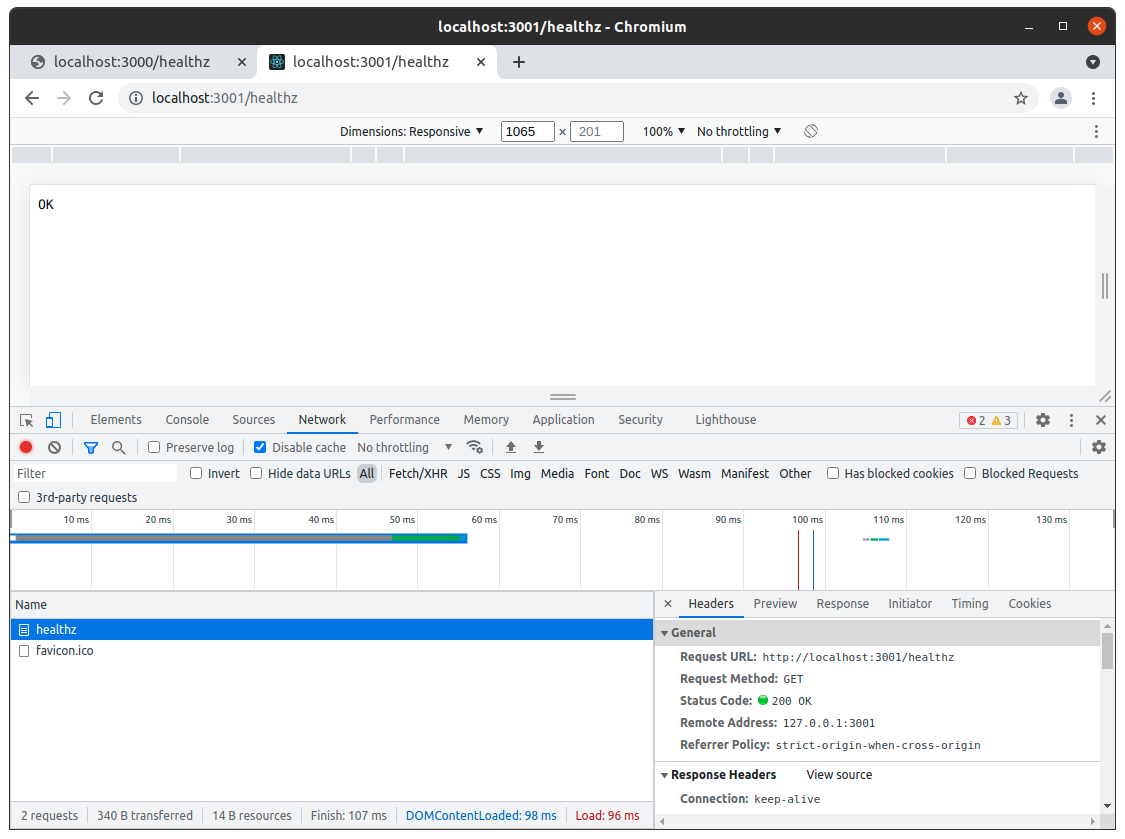 localhost:3001/healthz - Chromium
localhost:3000/healthz localhost:3001/healthz
localhost:3001/healthz
Dimensions: Responsive 1065 × 201 100% No throttling
OK
Elements Console Sources Network Performance Memory Application Security Lighthouse 2 3
Preserve log Disable cache No throttling
Filter Invert Hide data URLs All Fetch/XHR JS CSS Img Media Font Doc WS Wasm Manifest Other Has blocked cookies Blocked Requests
3rd-party requests
10 ms 20 ms 30 ms 40 ms 50 ms 60 ms 70 ms 80 ms 90 ms 100 ms 110 ms 120 ms 130 ms
Name
healthz
favicon.ico
Headers Preview Response Initiator Timing Cookies
General
Request URL: http://localhost:3001/healthz
Request Method: GET
Status Code: 200 OK
Remote Address: 127.0.0.1:3001
Referrer Policy: strict-origin-when-cross-origin
Response Headers View source
Connection: keep-alive
2 requests 340 B transferred 14 B resources Finish: 107 ms DOMContentLoaded: 98 ms Load: 96 ms